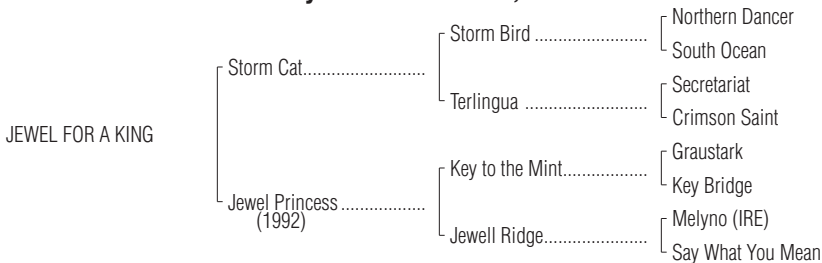 Northern Dancer
Storm Bird ..............................
South Ocean
Storm Cat...........................
Secretariat
Terlingua ..............................
Crimson Saint
JEWEL FOR A KING
Graustark
Key to the Mint.....................
Key Bridge
Jewel Princess ....................
(1992)
Melyno (IRE)
Jewell Ridge.........................
Say What You Mean